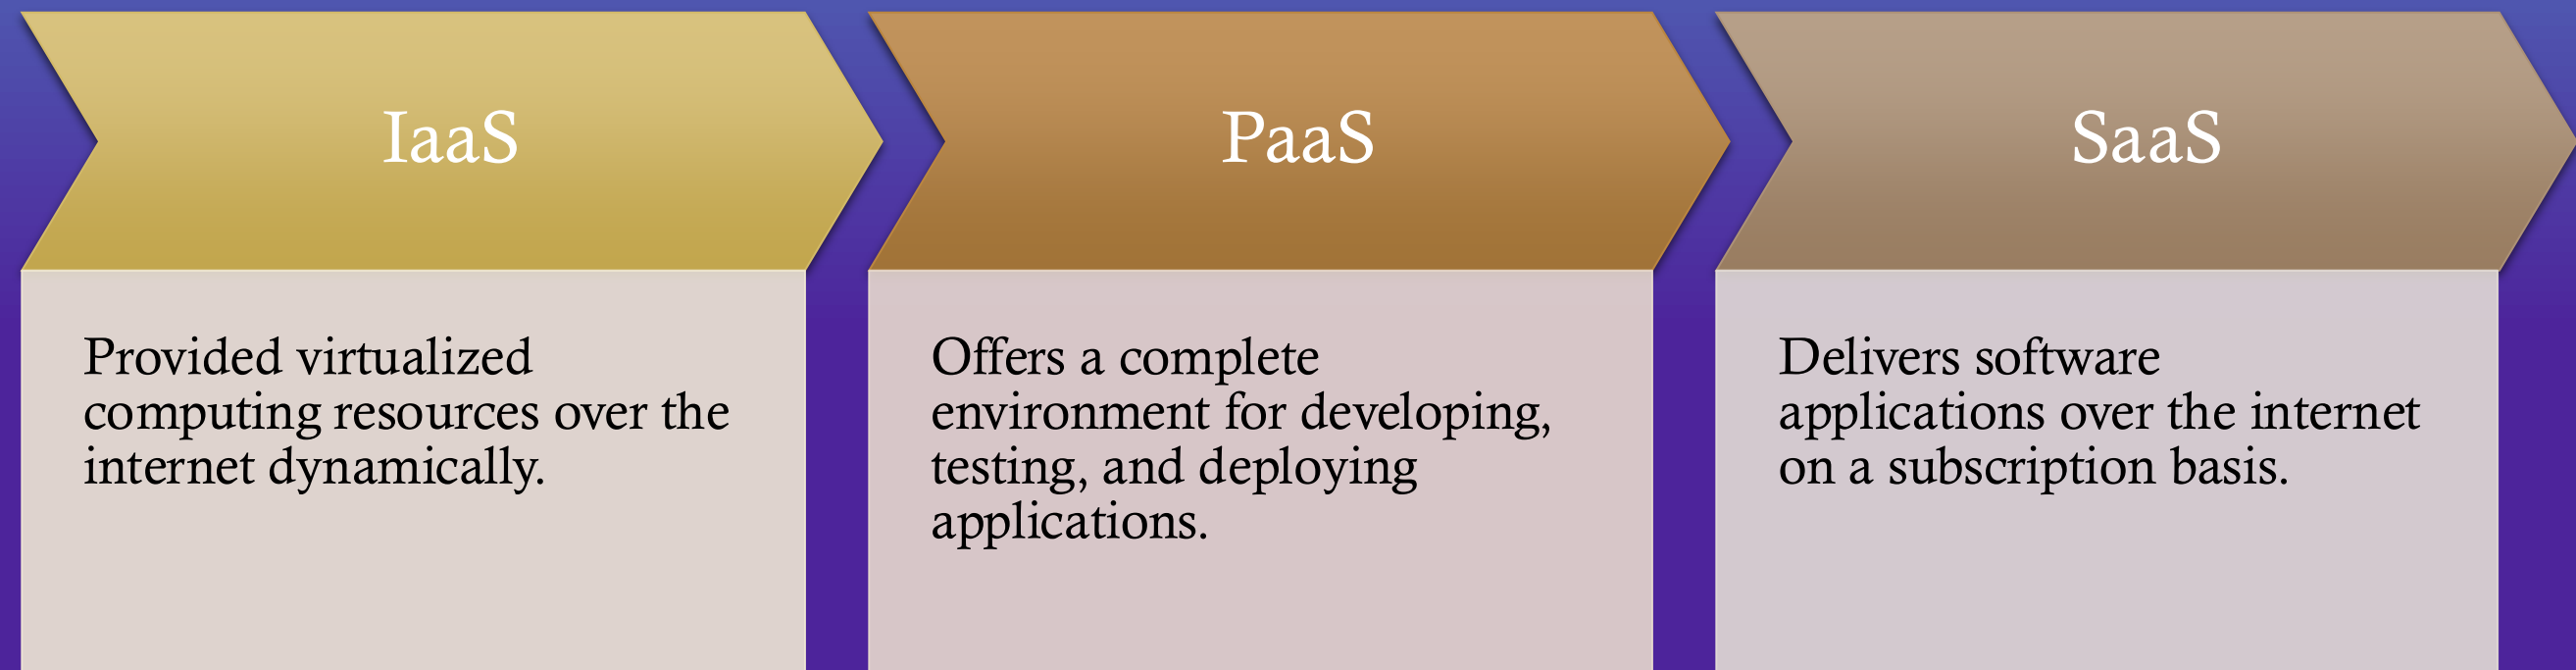 IaaS
Provided virtualized
computing resources over the
internet dynamically.
PaaS
Offers a complete
environment for developing,
testing, and deploying
applications.
SaaS
Delivers software
applications over the internet
on a subscription basis.